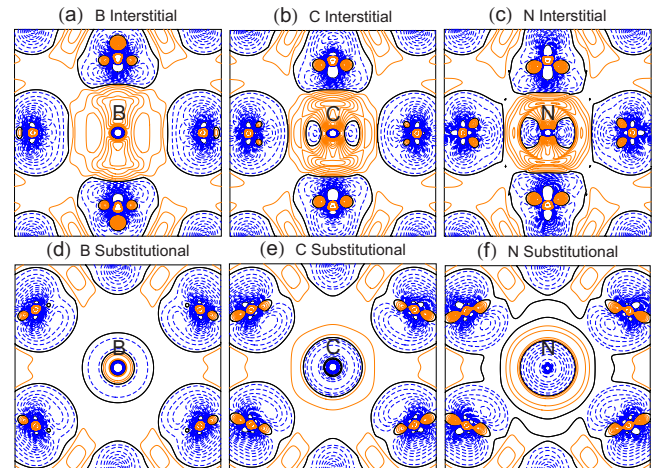 (a) B Interstitial
(b) C Interstitial
(c) N Interstitial
B
C
N
(d) B Substitutional
(e) C Substitutional
(f) N Substitutional
B
C
N